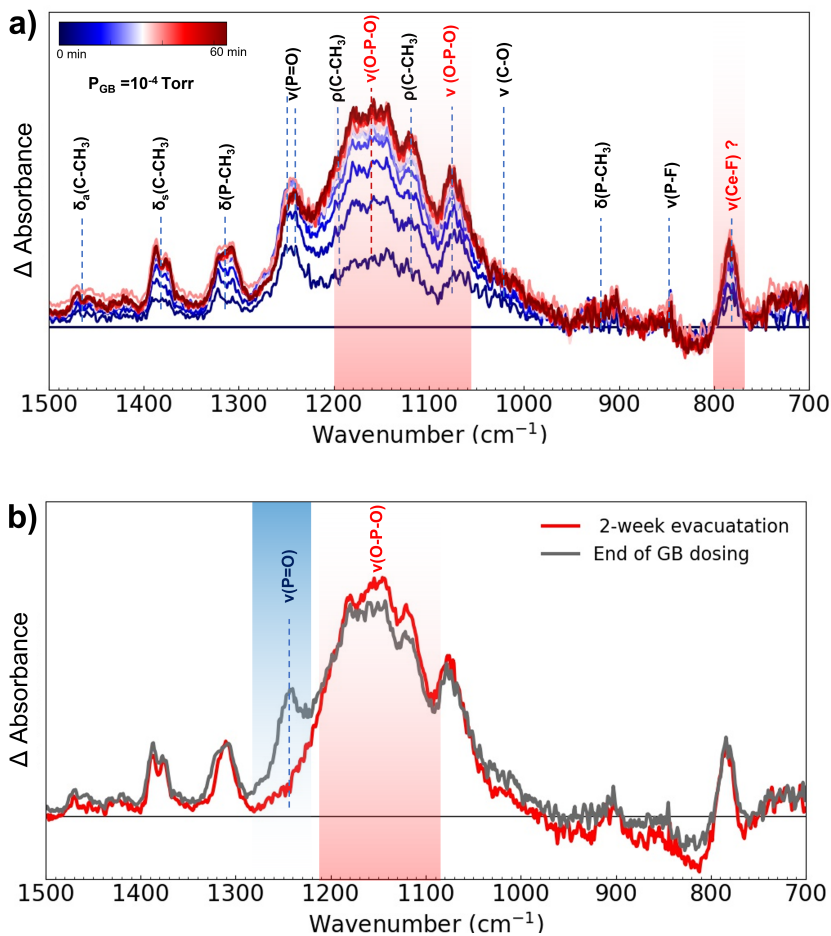 a)
0 min
60 min
P_GB =10⁻⁴ Torr
δₐ(C-CH₃)
δₛ(C-CH₃)
δ(P-CH₃)
ν(P=O)
ρ(C-CH₃)
ν(O-P-O)
ρ(C-CH₃)
ν (O-P-O)
ν (C-O)
δ(P-CH₃)
ν(P-F)
ν(Ce-F) ?
Δ Absorbance
1500 1400 1300 1200 1100 1000 900 800 700
Wavenumber (cm⁻¹)
b)
ν(P=O)
ν(O-P-O)
2-week evacuatation
End of GB dosing
Δ Absorbance
1500 1400 1300 1200 1100 1000 900 800 700
Wavenumber (cm⁻¹)